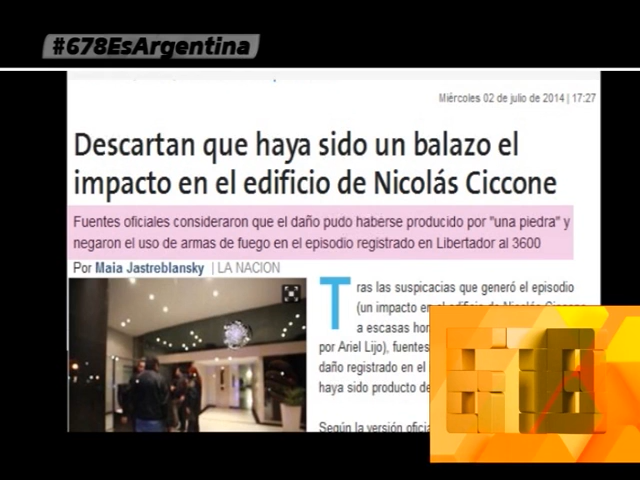 #678EsArgentina
Miércoles 02 de julio de 2014 | 17:27
Descartan que haya sido un balazo el
impacto en el edificio de Nicolás Ciccone
Fuentes oficiales consideraron que el daño pudo haberse producido por "una piedra" y
negaron el uso de armas de fuego en el episodio registrado en Libertador al 3600
Por Maia Jastreblansky | LA NACION
Tras las suspicacias que generó el episodio
(un impacto en el edificio de Nicolás Ciccone
a escasas
por Ariel Lijo), fuentes
daño registrado en el
haya sido producto
Según la versión